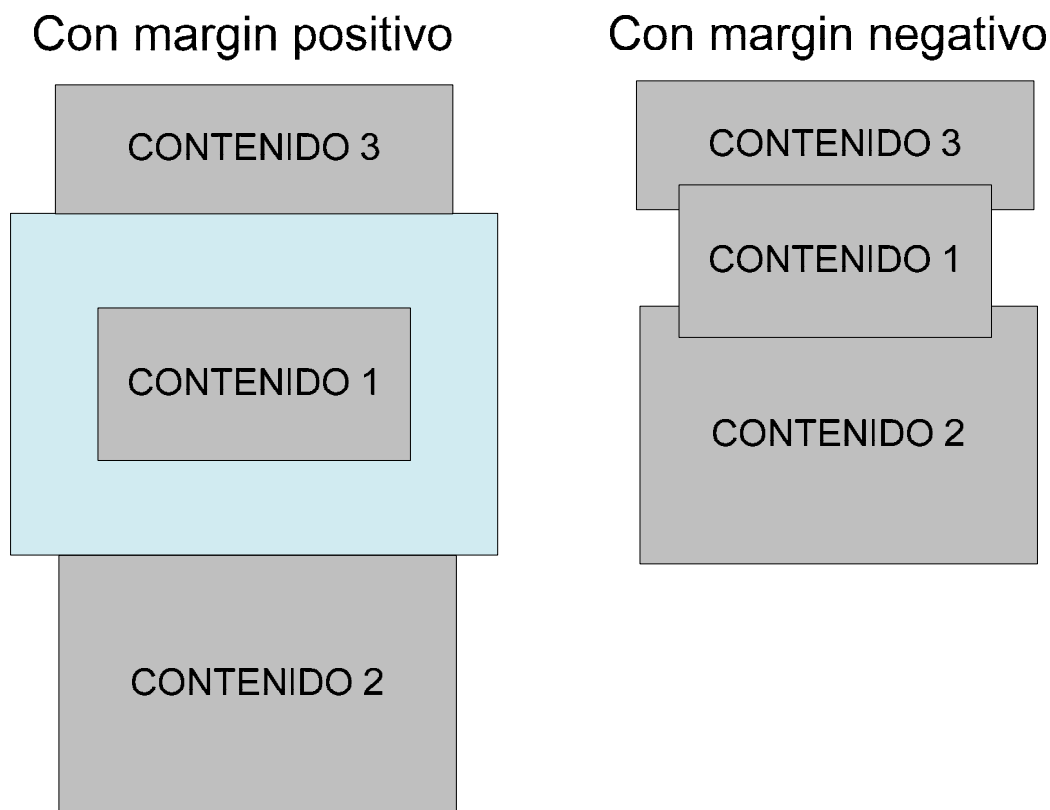 Con margin positivo
CONTENIDO 3
CONTENIDO 1
CONTENIDO 2
Con margin negativo
CONTENIDO 3
CONTENIDO 1
CONTENIDO 2